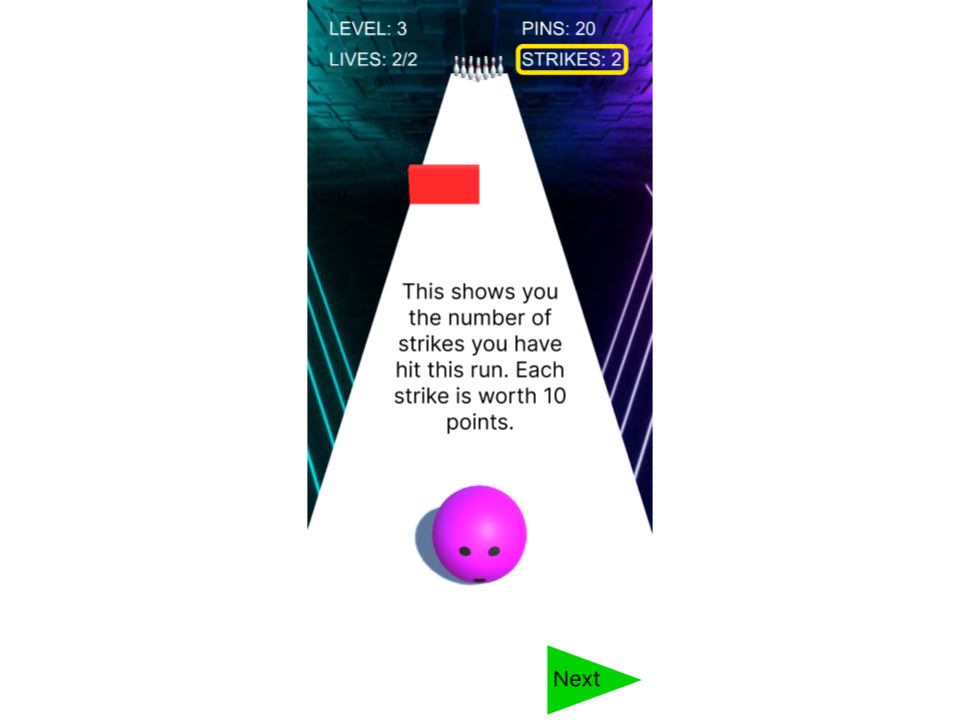 LEVEL: 3
PINS: 20
LIVES: 2/2
STRIKES: 2
This shows you
the number of
strikes you have
hit this run. Each
strike is worth 10
points.
Next